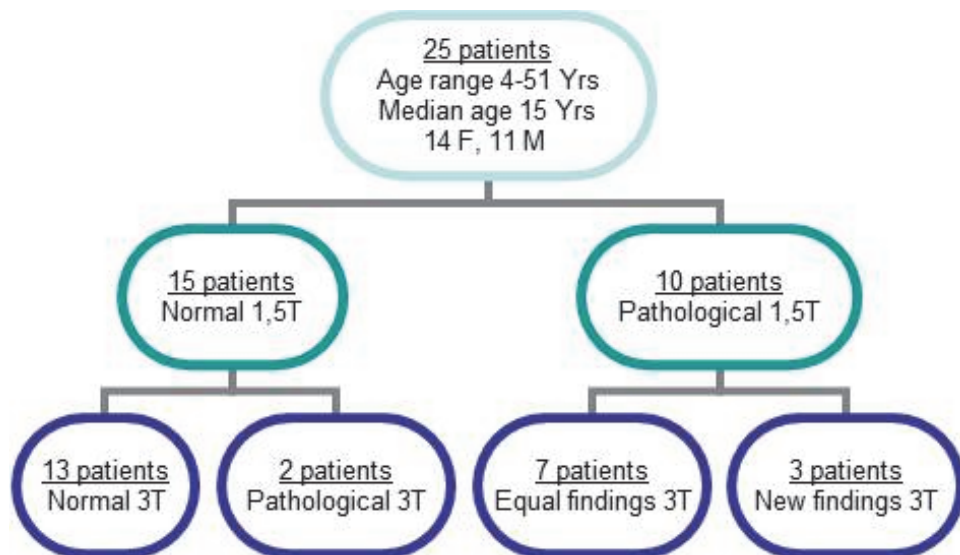 25 patients
Age range 4-51 Yrs
Median age 15 Yrs
14 F, 11 M
15 patients
Normal 1,5T
10 patients
Pathological 1,5T
13 patients
Normal 3T
2 patients
Pathological 3T
7 patients
Equal findings 3T
3 patients
New findings 3T